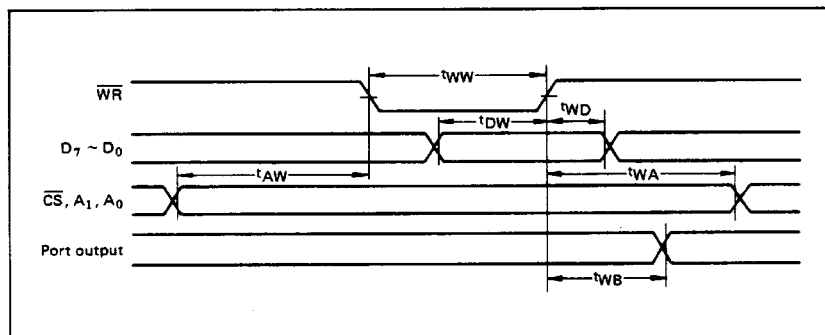 tWW
WR
tDW
tWD
D7 ~ D0
tAW
tWA
CS, A1, A0
Port output
tWB